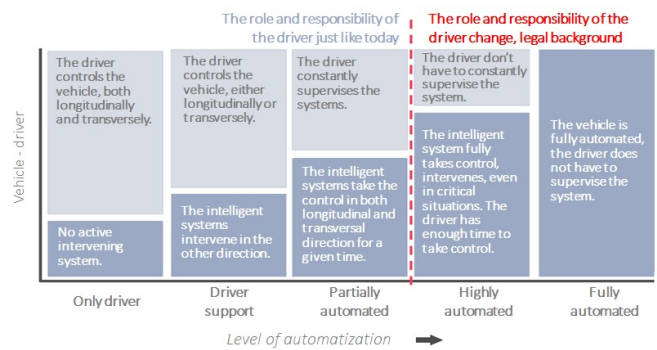 The role and responsibility of
the driver just like today
The role and responsibility of the
driver change, legal background
Vehicle - driver
The driver
controls the
vehicle, both
longitudinally
and transversely.
No active
intervening
system.
The driver
controls the
vehicle, either
longitudinally or
transversely.
The intelligent
systems
intervene in the
other direction.
The driver
constantly
supervises the
systems.
The intelligent
systems take the
control in both
longitudinal and
transversal
direction for a
given time.
The driver don't
have to constantly
supervise the
system.
The intelligent
system fully
takes control,
intervenes, even
in critical
situations. The
driver has
enough time to
take control.
The vehicle is
fully automated,
the driver does
not have to
supervise the
system.
Only driver
Driver
support
Partially
automated
Highly
automated
Fully
automated
Level of automatization